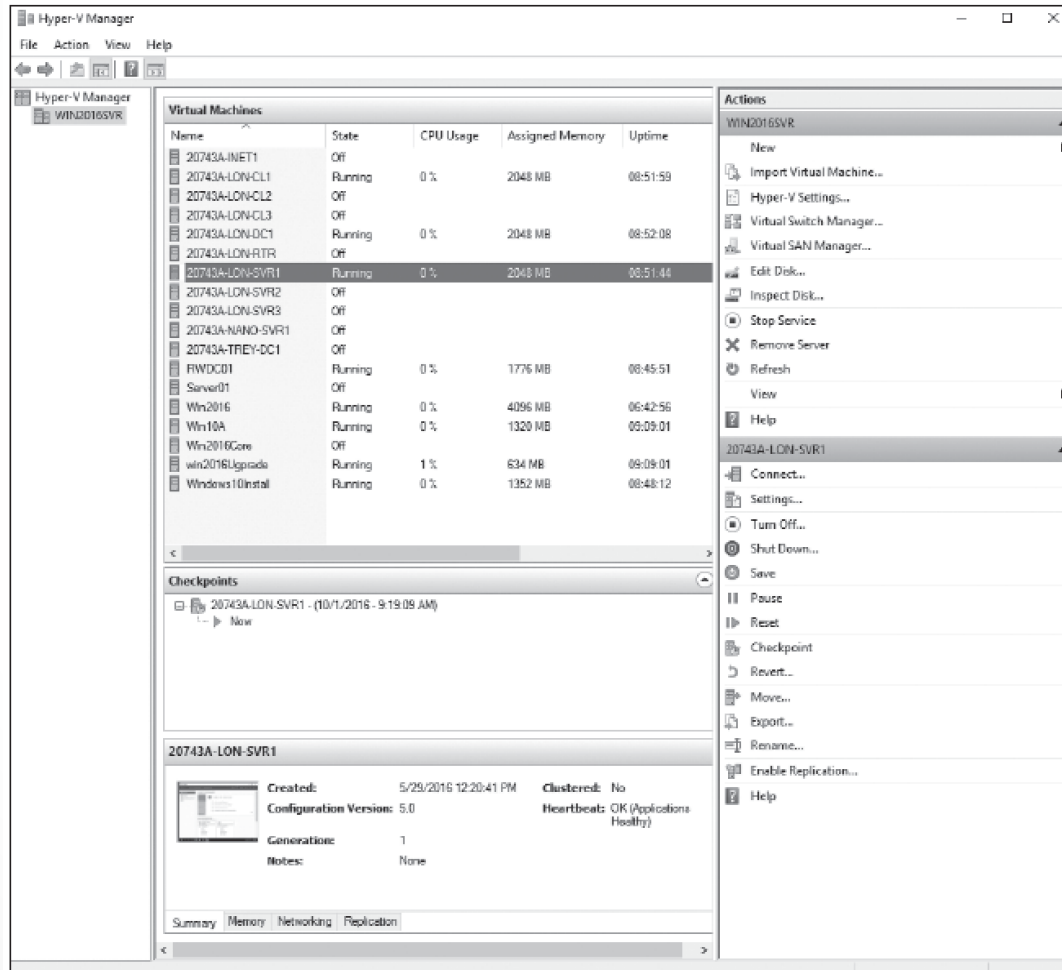 Hyper-V Manager
File Action View Help
Hyper-V Manager
WIN2016SVR
Virtual Machines
Name State CPU Usage Assigned Memory Uptime
20743A-INET1 Off
20743A-LON-CL1 Running 0 % 2048 MB 08:51:59
20743A-LON-CL2 Off
20743A-LON-CL3 Off
20743A-LON-DC1 Running 0 % 2048 MB 08:52:08
20743A-LON-RTR Off
20743A-LON-SVR1 Running 0 % 2048 MB 08:51:44
20743A-LON-SVR2 Off
20743A-LON-SVR3 Off
20743A-NANO-SVR1 Off
20743A-TREY-DC1 Off
RWDC01 Running 0 % 1776 MB 08:45:51
Server01 Off
Win2016 Running 0 % 4096 MB 06:42:56
Win10A Running 0 % 1320 MB 09:09:01
Win2016Core Off
win2016Ugprade Running 1 % 634 MB 09:09:01
Windows10Install Running 0 % 1352 MB 08:48:12
Checkpoints
20743A-LON-SVR1 - (10/1/2016 - 9:19:09 AM)
Now
20743A-LON-SVR1
Created: 5/29/2016 12:20:41 PM Clustered: No
Configuration Version: 5.0 Heartbeat: OK (Applications Healthy)
Generation: 1
Notes: None
Summary Memory Networking Replication
Actions
WIN2016SVR
New
Import Virtual Machine...
Hyper-V Settings...
Virtual Switch Manager...
Virtual SAN Manager...
Edit Disk...
Inspect Disk...
Stop Service
Remove Server
Refresh
View
Help
20743A-LON-SVR1
Connect...
Settings...
Turn Off...
Shut Down...
Save
Pause
Reset
Checkpoint
Revert...
Move...
Export...
Rename...
Enable Replication...
Help